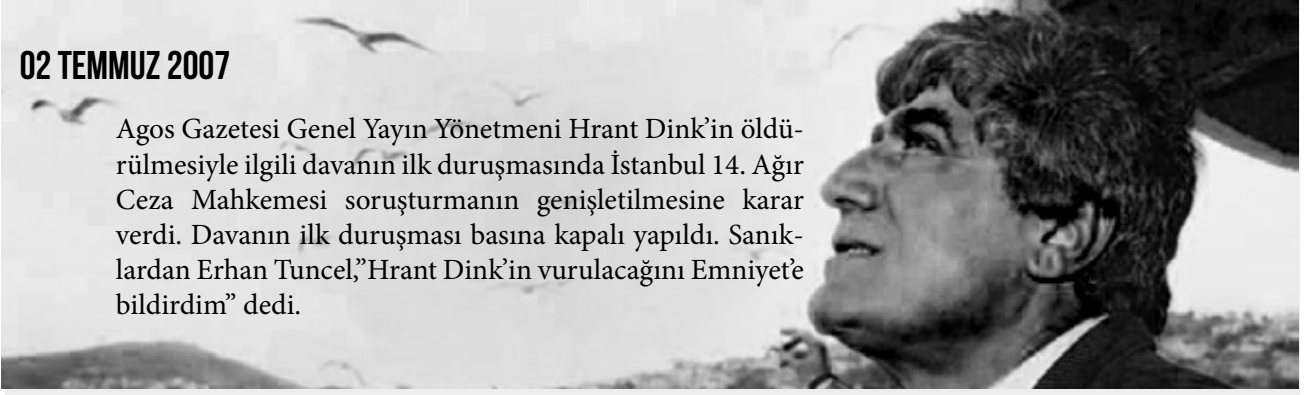 02 TEMMUZ 2007
Agos Gazetesi Genel Yayın Yönetmeni Hrant Dink’in öldü-
rülmesiyle ilgili davanın ilk duruşmasında İstanbul 14. Ağır
Ceza Mahkemesi soruşturmanın genişletilmesine karar
verdi. Davanın ilk duruşması basına kapalı yapıldı. Sanık-
lardan Erhan Tuncel,”Hrant Dink’in vurulacağını Emniyet’e
bildirdim” dedi.